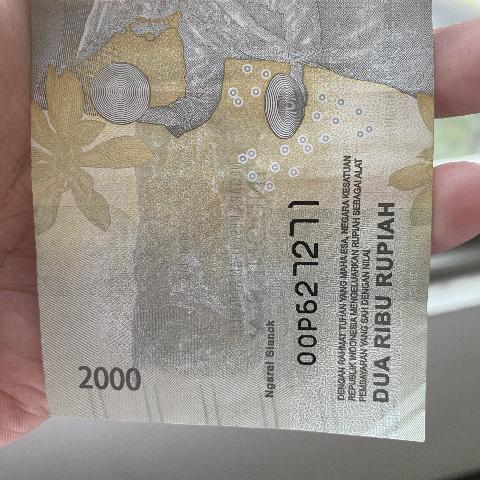 2000
Ngarai Sianok
OOP627271
DENGAN RAHMAT TUHAN YANG MAHA ESA, NEGARA KESATUAN
REPUBLIK INDONESIA MENGELUARKAN RUPIAH SEBAGAI ALAT
PEMBAYARAN YANG SAH DENGAN NILAI
DUA RIBU RUPIAH